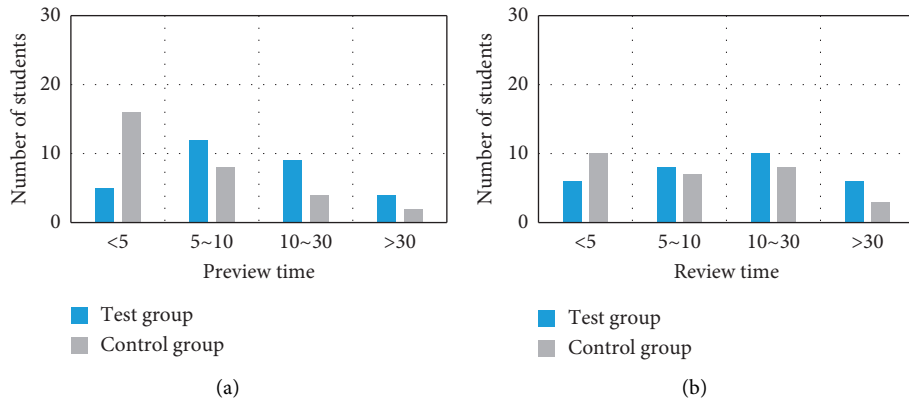 30
20
10
0
Number of students
<5
5~10
10~30
>30
Preview time
Test group
Control group
(a)
30
20
10
0
Number of students
<5
5~10
10~30
>30
Review time
Test group
Control group
(b)